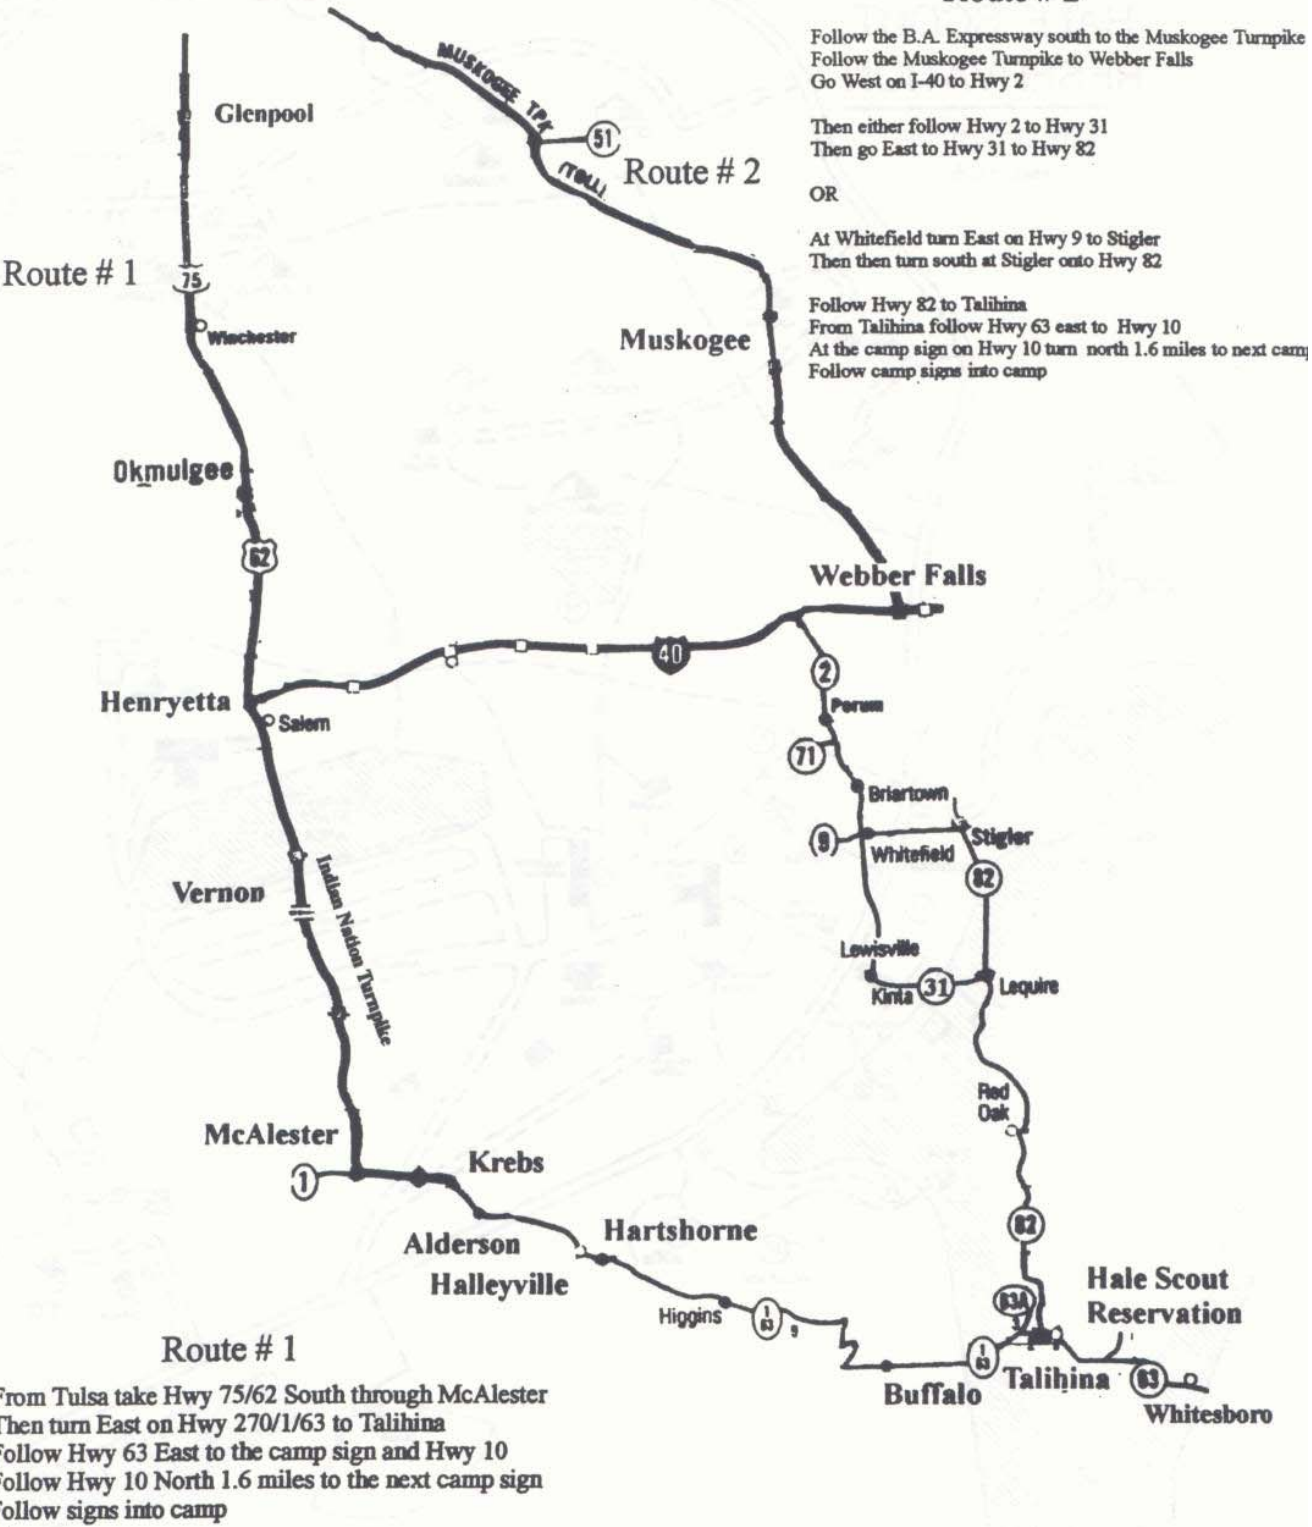 Follow the B.A. Expressway south to the Muskogee Turnpike
Follow the Muskogee Turnpike to Webber Falls
Go West on I-40 to Hwy 2
Then either follow Hwy 2 to Hwy 31
Then go East to Hwy 31 to Hwy 82
OR
At Whitefield turn East on Hwy 9 to Stigler
Then then turn south at Stigler onto Hwy 82
Follow Hwy 82 to Talihina
From Talihina follow Hwy 63 east to Hwy 10
At the camp sign on Hwy 10 turn north 1.6 miles to next camp
Follow camp signs into camp
MUSKOGEE TPK
51
(TOLL)
Route # 2
Glenpool
Route # 1
75
Winchester
Muskogee
Okmulgee
62
Webber Falls
40
2
Henryetta
Salem
Porum
71
Briartown
9
Whitefield
Stigler
82
Vernon
Indian Nation Turnpike
Lewisville
Kinta
31
Lequire
Red
Oak
McAlester
1
Krebs
82
Alderson
Hartshorne
Halleyville
Higgins
1
63
9
63A
Hale Scout
Reservation
1
63
Buffalo
Talihina
63
Whitesboro
Route # 1
From Tulsa take Hwy 75/62 South through McAlester
Then turn East on Hwy 270/1/63 to Talihina
Follow Hwy 63 East to the camp sign and Hwy 10
Follow Hwy 10 North 1.6 miles to the next camp sign
Follow signs into camp